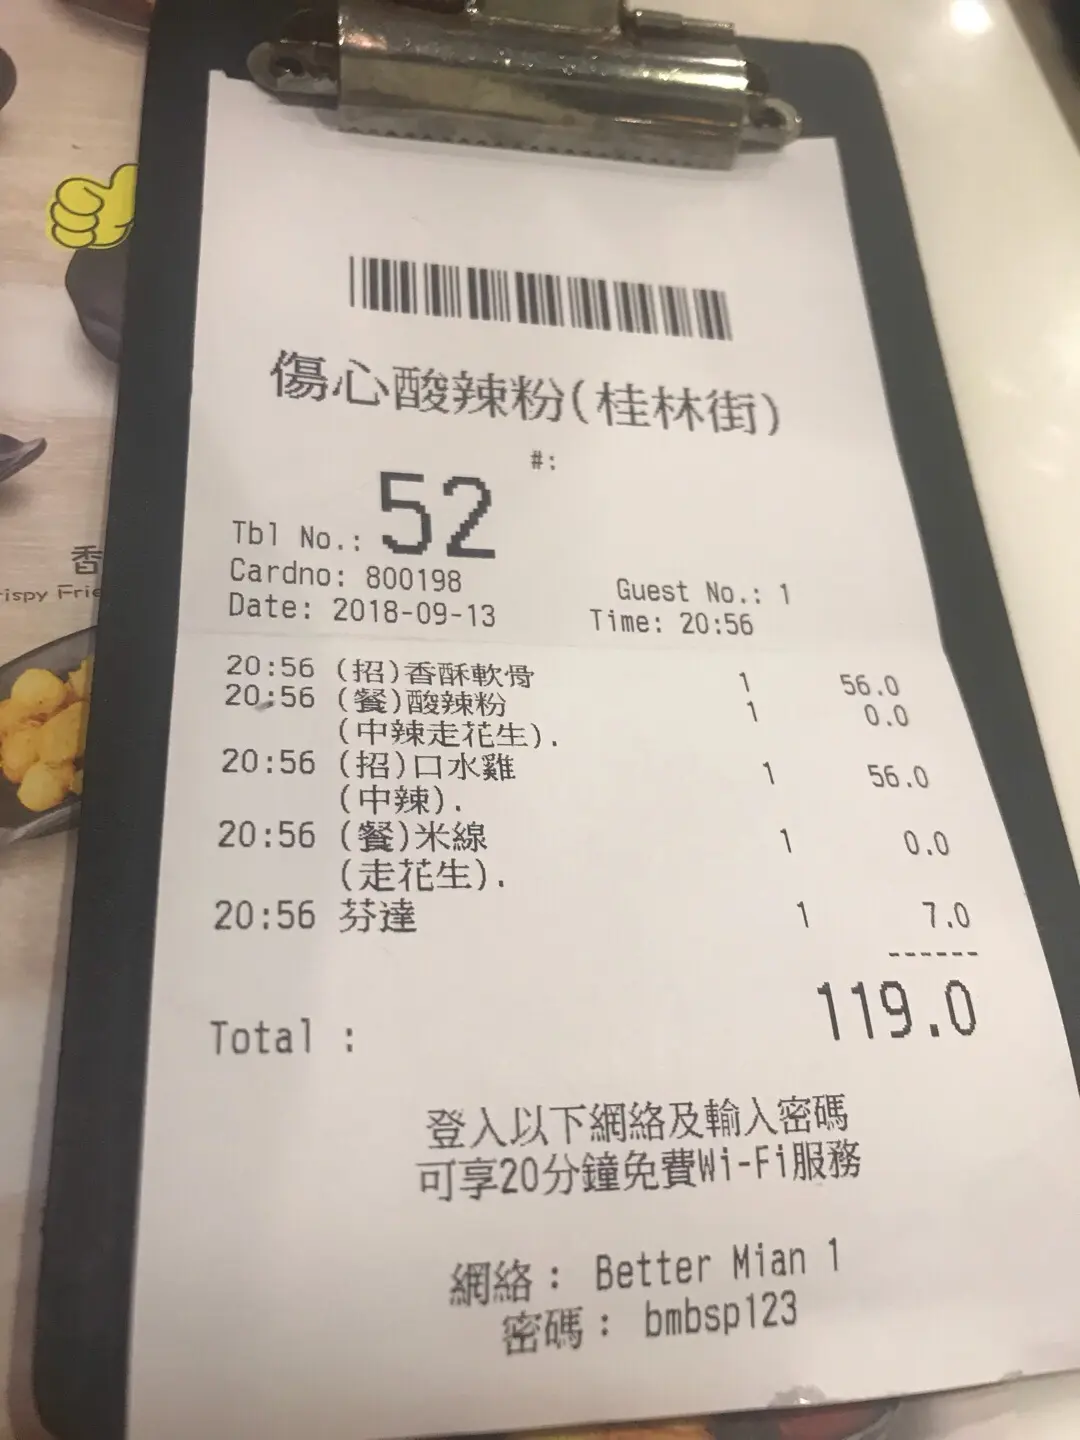 傷心酸辣粉(桂林街)
#:
Tbl No.: 52
Cardno: 800198 Guest No.: 1
Date: 2018-09-13 Time: 20:56
20:56 (招)香酥軟骨 1 56.0
20:56 (餐)酸辣粉 1 0.0
(中辣走花生).
20:56 (招)口水雞 1 56.0
(中辣).
20:56 (餐)米線 1 0.0
(走花生).
20:56 芬達 1 7.0
------
Total : 119.0
登入以下網絡及輸入密碼
可享20分鐘免費Wi-Fi服務
網絡： Better Mian 1
密碼： bmbsp123
香
rispy Frie